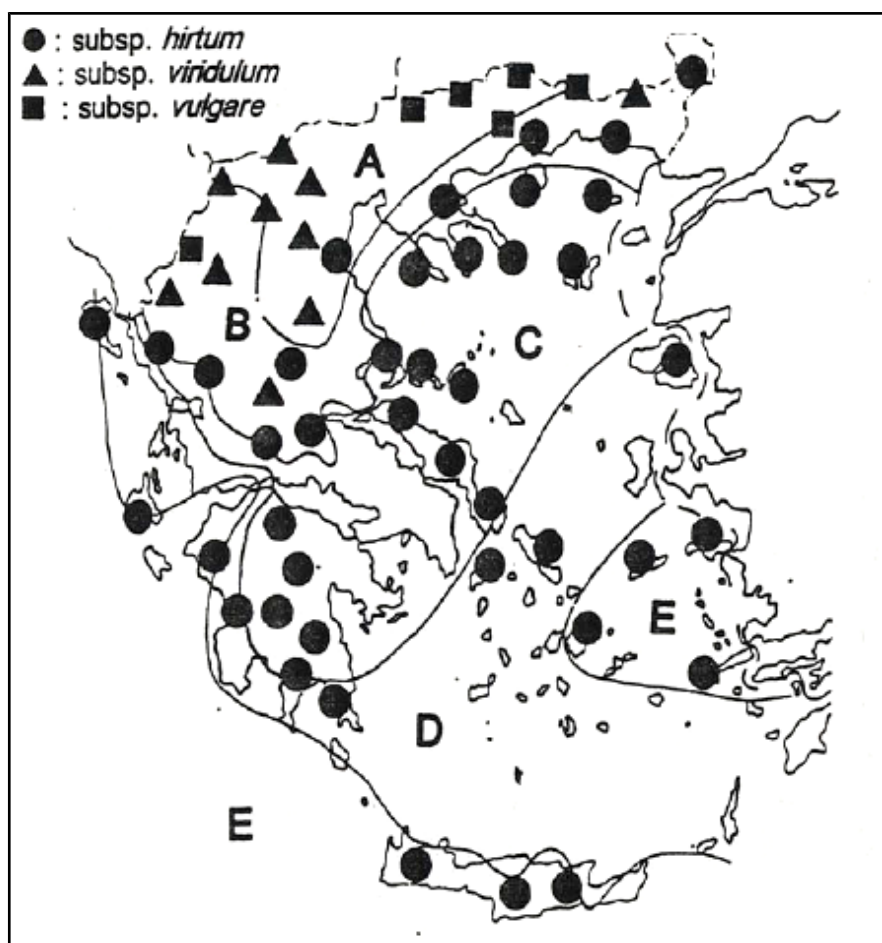 ● : subsp. hirtum
▲ : subsp. viridulum
■ : subsp. vulgare
A
B
C
E
D
E